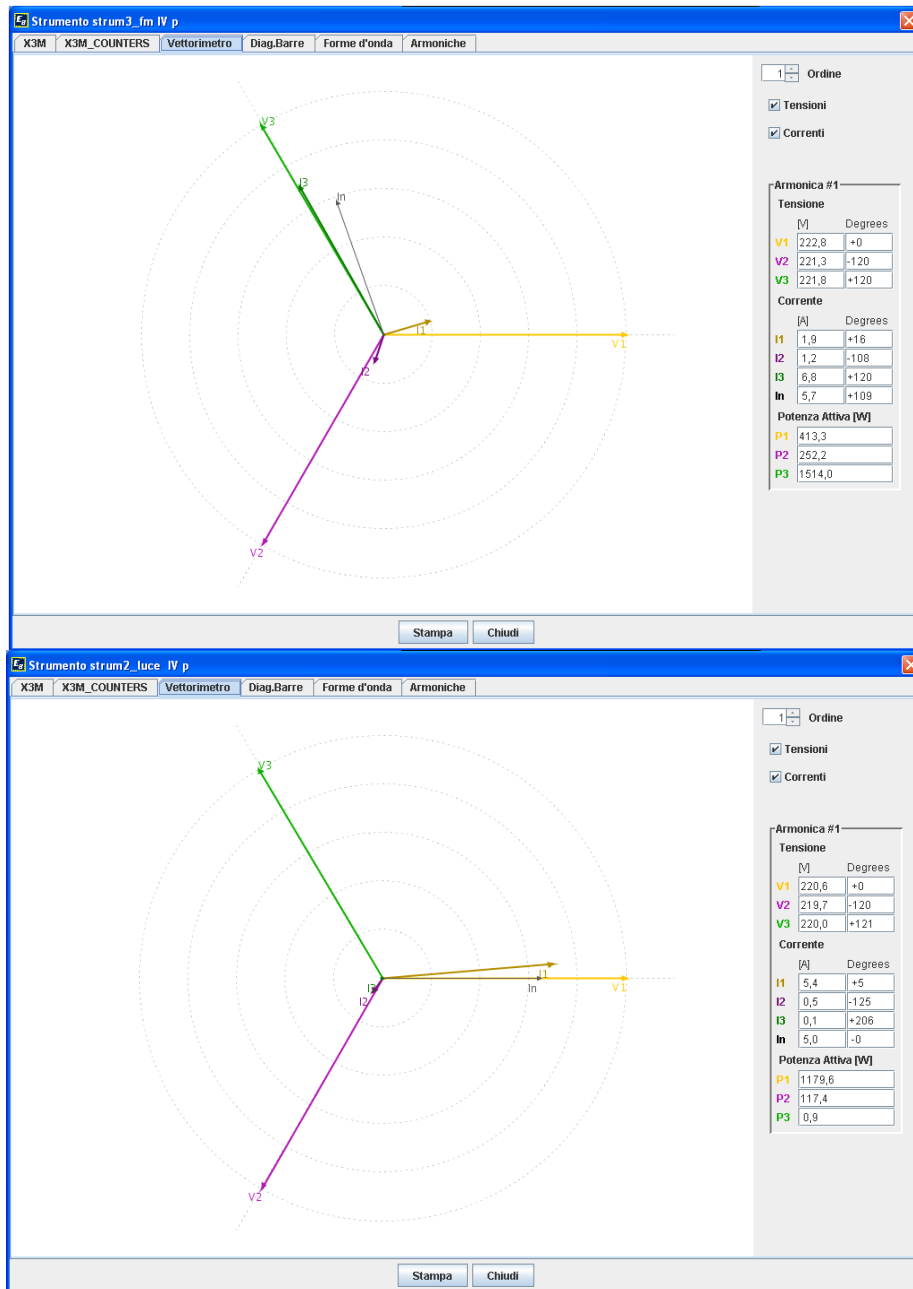 Strumento strum3_fm IV p
X3M X3M_COUNTERS Vettorimetro Diag.Barre Forme d'onda Armoniche
1 Ordine
Tensioni
Correnti
V3
I3
In
I1
V1
I2
V2
Armonica #1
Tensione
[V] Degrees
V1 222,8 +0
V2 221,3 -120
V3 221,8 +120
Corrente
[A] Degrees
I1 1,9 +16
I2 1,2 -108
I3 6,8 +120
In 5,7 +109
Potenza Attiva [W]
P1 413,3
P2 252,2
P3 1514,0
Stampa Chiudi
Strumento strum2_luce IV p
X3M X3M_COUNTERS Vettorimetro Diag.Barre Forme d'onda Armoniche
1 Ordine
Tensioni
Correnti
V3
I1
I3
In
V1
I2
V2
Armonica #1
Tensione
[V] Degrees
V1 220,6 +0
V2 219,7 -120
V3 220,0 +121
Corrente
[A] Degrees
I1 5,4 +5
I2 0,5 -125
I3 0,1 +206
In 5,0 -0
Potenza Attiva [W]
P1 1179,6
P2 117,4
P3 0,9
Stampa Chiudi